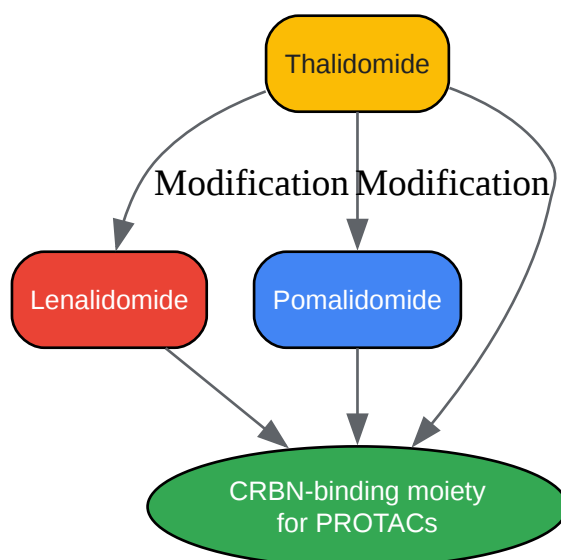 Thalidomide
Modification
Modification
Lenalidomide
Pomalidomide
CRBN-binding moiety
for PROTACs